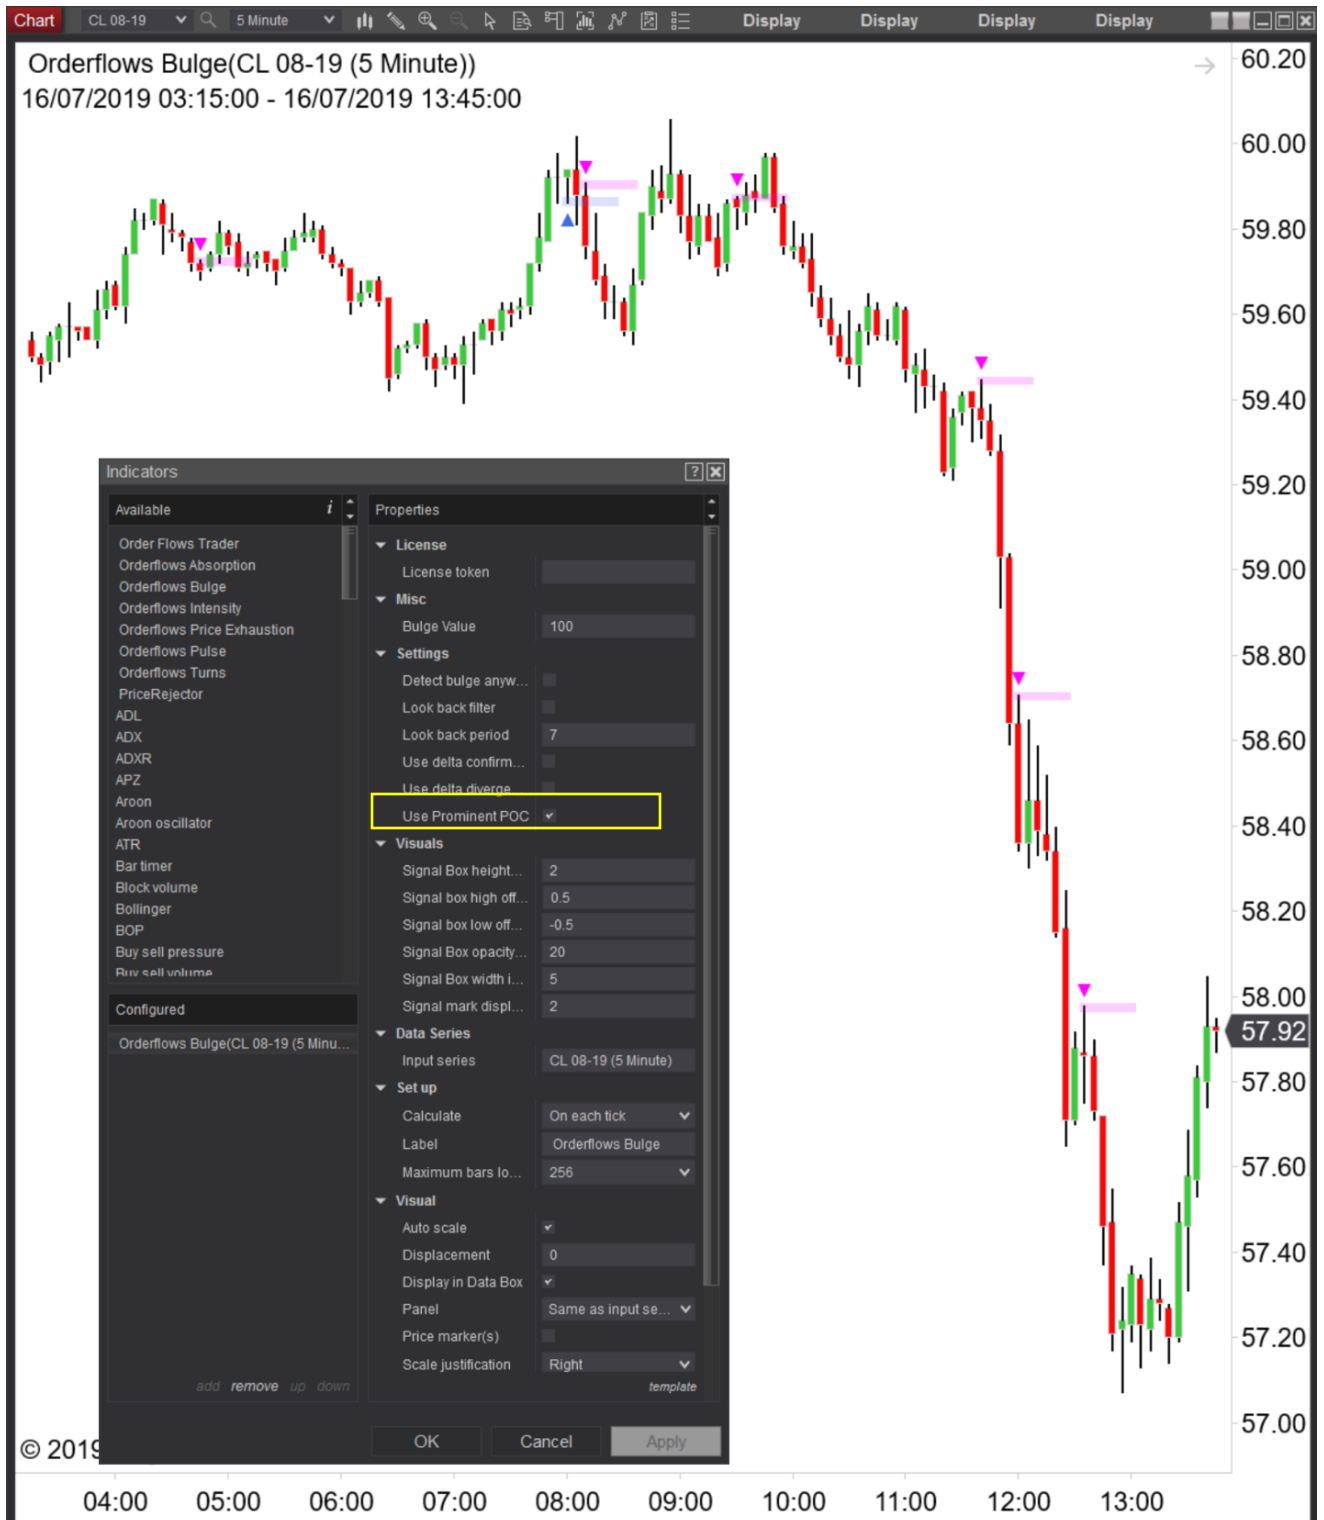 Chart CL 08-19 5 Minute Display Display Display Display
Orderflows Bulge(CL 08-19 (5 Minute))
16/07/2019 03:15:00 - 16/07/2019 13:45:00
60.20
60.00
59.80
59.60
59.40
59.20
59.00
58.80
58.60
58.40
58.20
58.00
57.92
57.80
57.60
57.40
57.20
57.00
Indicators
Available
Order Flows Trader
Orderflows Absorption
Orderflows Bulge
Orderflows Intensity
Orderflows Price Exhaustion
Orderflows Pulse
Orderflows Turns
PriceRejector
ADL
ADX
ADXR
APZ
Aroon
Aroon oscillator
ATR
Bar timer
Block volume
Bollinger
BOP
Buy sell pressure
Buy sell volume
Configured
Orderflows Bulge(CL 08-19 (5 Minu...
add remove up down
Properties
License
License token
Misc
Bulge Value 100
Settings
Detect bulge anyw...
Look back filter
Look back period 7
Use delta confirm...
Use delta diverge
Use Prominent POC
Visuals
Signal Box height... 2
Signal box high off... 0.5
Signal box low off... -0.5
Signal Box opacity... 20
Signal Box width i... 5
Signal mark displ... 2
Data Series
Input series CL 08-19 (5 Minute)
Set up
Calculate On each tick
Label Orderflows Bulge
Maximum bars lo... 256
Visual
Auto scale
Displacement 0
Display in Data Box
Panel Same as input se...
Price marker(s)
Scale justification Right
template
OK Cancel Apply
© 2019
04:00 05:00 06:00 07:00 08:00 09:00 10:00 11:00 12:00 13:00